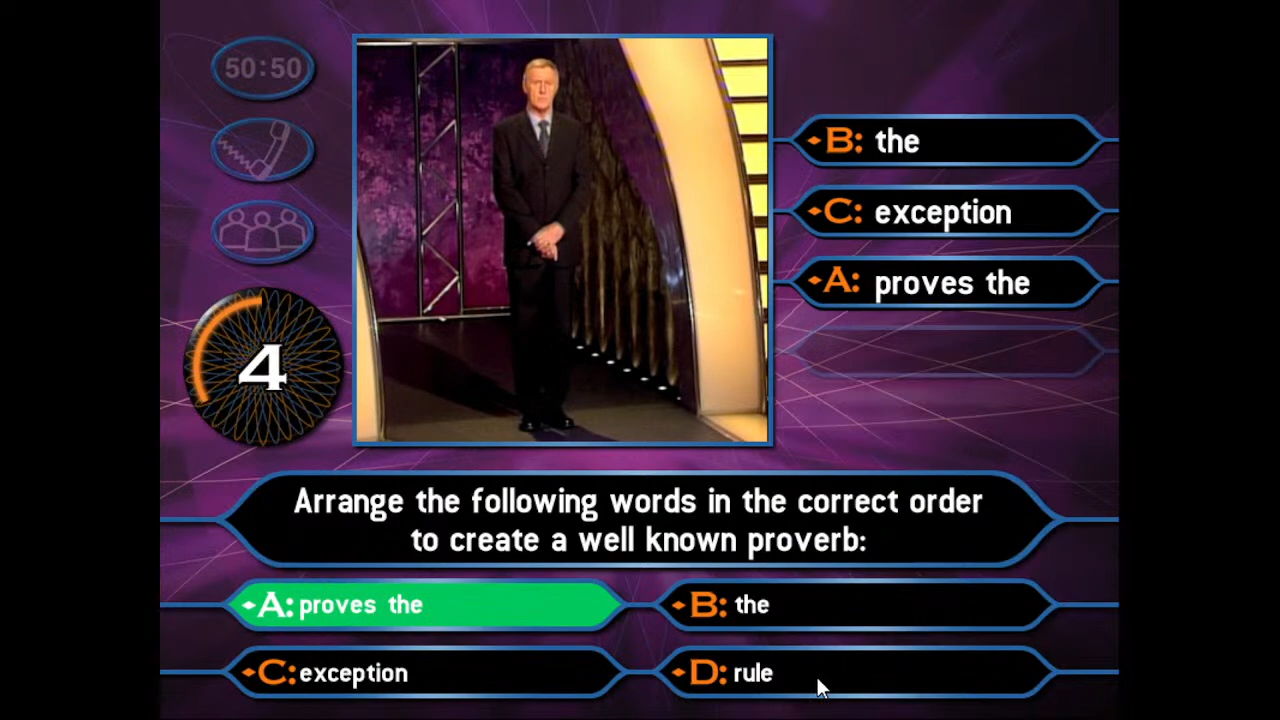 50:50
B: the
C: exception
A: proves the
4
Arrange the following words in the correct order
to create a well known proverb:
A: proves the
B: the
C: exception
D: rule